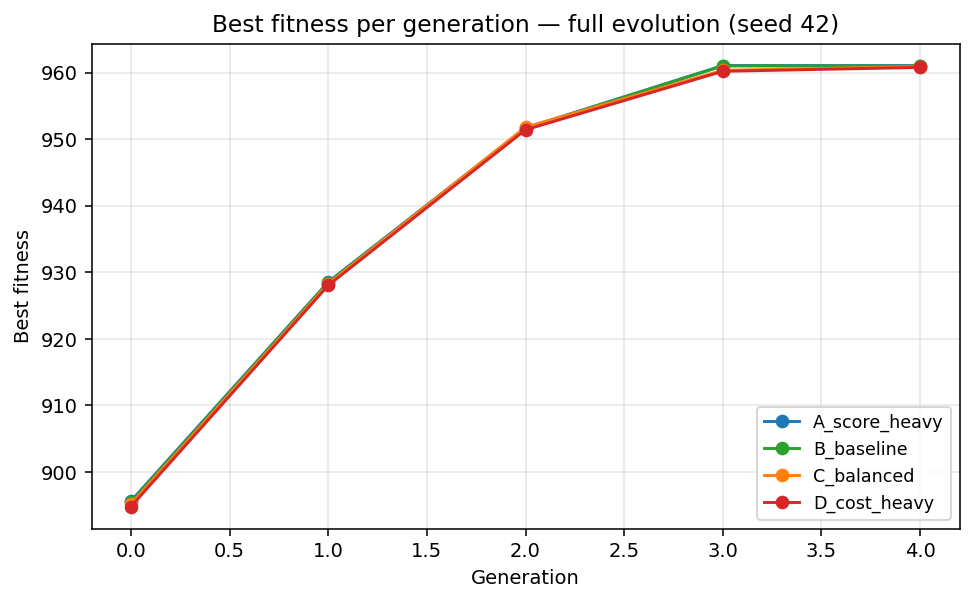 Best fitness per generation — full evolution (seed 42)
Best fitness
960
950
940
930
920
910
900
0.0 0.5 1.0 1.5 2.0 2.5 3.0 3.5 4.0
Generation
A_score_heavy
B_baseline
C_balanced
D_cost_heavy